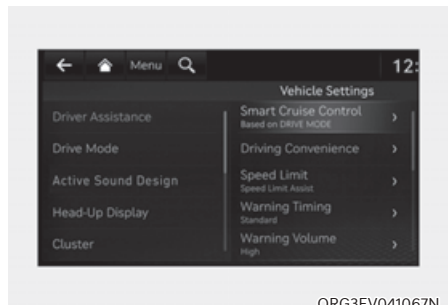 Menu 12:
Vehicle Settings
Driver Assistance
Drive Mode
Active Sound Design
Head-Up Display
Cluster
Smart Cruise Control
Based on DRIVE MODE
Driving Convenience
Speed Limit
Speed Limit Assist
Warning Timing
Standard
Warning Volume
High